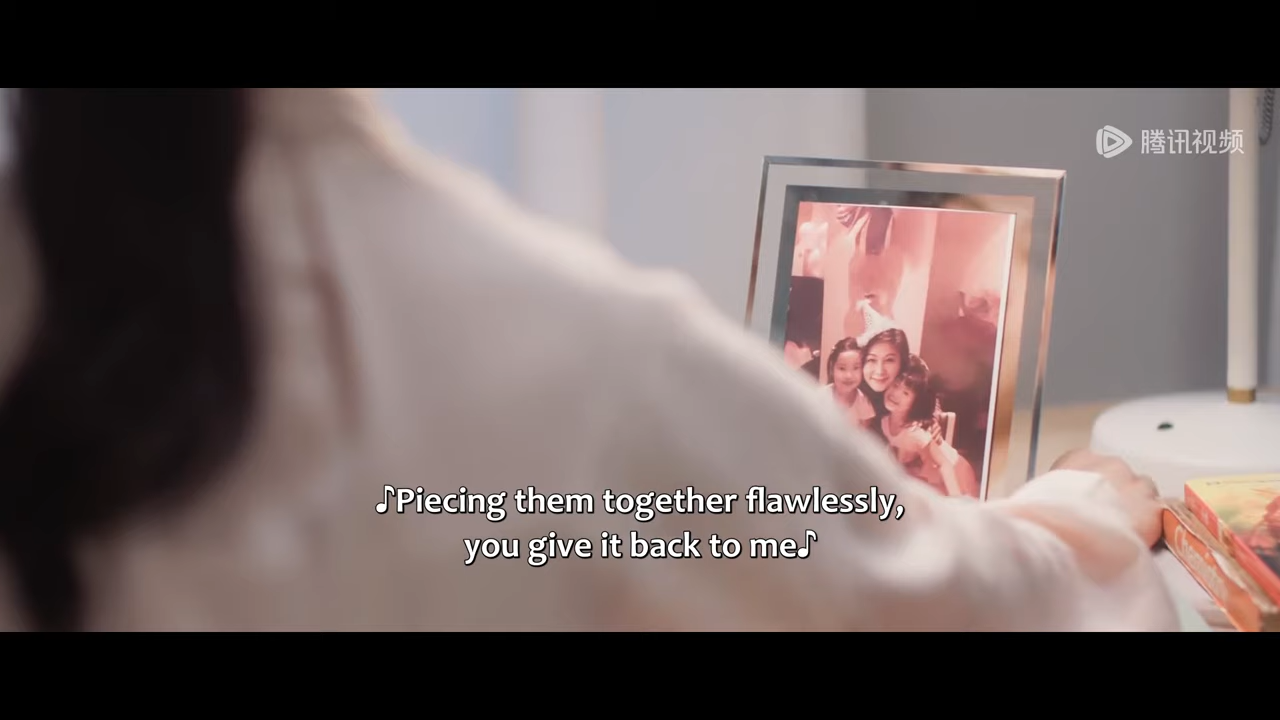 腾讯视频
♪Piecing them together flawlessly,
you give it back to me♪